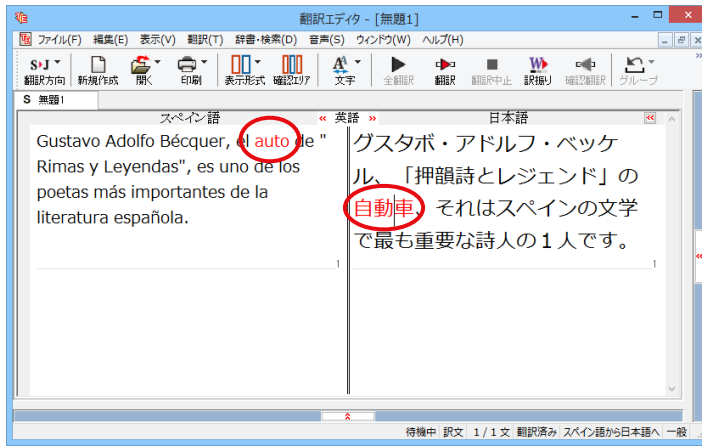 翻訳エディタ - [無題1]
ファイル(F) 編集(E) 表示(V) 翻訳(T) 辞書・検索(D) 音声(S) ウィンドウ(W) ヘルプ(H)
S›J
翻訳方向 新規作成 開く 印刷 表示形式 確認エリア 文字 全翻訳 翻訳 翻訳中止 訳振り 確認翻訳 グループ
S 無題1
スペイン語 « 英語 » 日本語 «
Gustavo Adolfo Bécquer, el auto de "
Rimas y Leyendas", es uno de los
poetas más importantes de la
literatura española.
1
グスタボ・アドルフ・ベッケ
ル、「押韻詩とレジェンド」の
自動車、それはスペインの文学
で最も重要な詩人の1人です。
1
待機中 訳文 1 / 1 文 翻訳済み スペイン語から日本語へ 一般